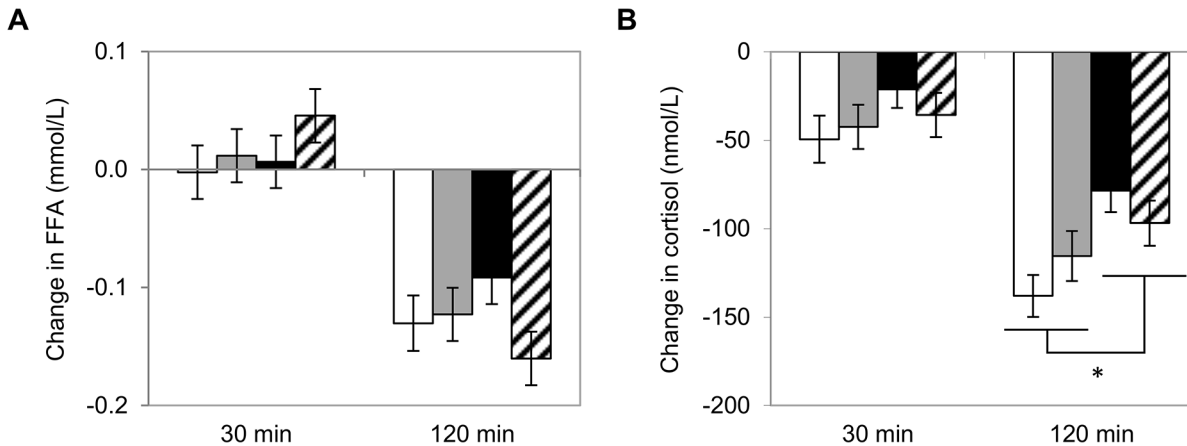 A
Change in FFA (mmol/L)
0.1
0.0
-0.1
-0.2
30 min
120 min
B
Change in cortisol (nmol/L)
0
-50
-100
-150
-200
*
30 min
120 min